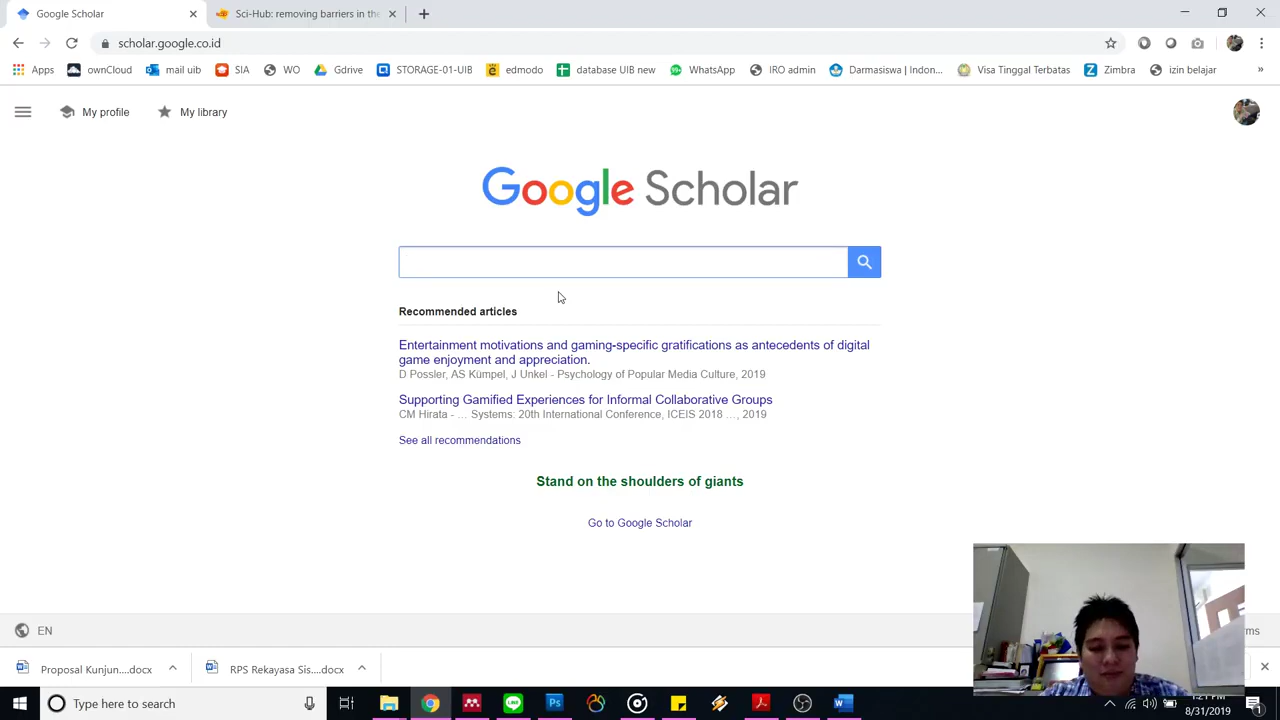 Google Scholar
Sci-Hub: removing barriers in the
scholar.google.co.id
Apps
ownCloud
mail uib
SIA
WO
Gdrive
STORAGE-01-UIB
edmodo
database UIB new
WhatsApp
IRO admin
Darmasiswa | Indon...
Visa Tinggal Terbatas
Zimbra
izin belajar
»
My profile
My library
Google Scholar
Recommended articles
Entertainment motivations and gaming-specific gratifications as antecedents of digital
game enjoyment and appreciation.
D Possler, AS Kümpel, J Unkel - Psychology of Popular Media Culture, 2019
Supporting Gamified Experiences for Informal Collaborative Groups
CM Hirata - ... Systems: 20th International Conference, ICEIS 2018 ..., 2019
See all recommendations
Stand on the shoulders of giants
Go to Google Scholar
EN
Proposal Kunjun....docx
RPS Rekayasa Sis....docx
Type here to search
1:21 PM
8/31/2019